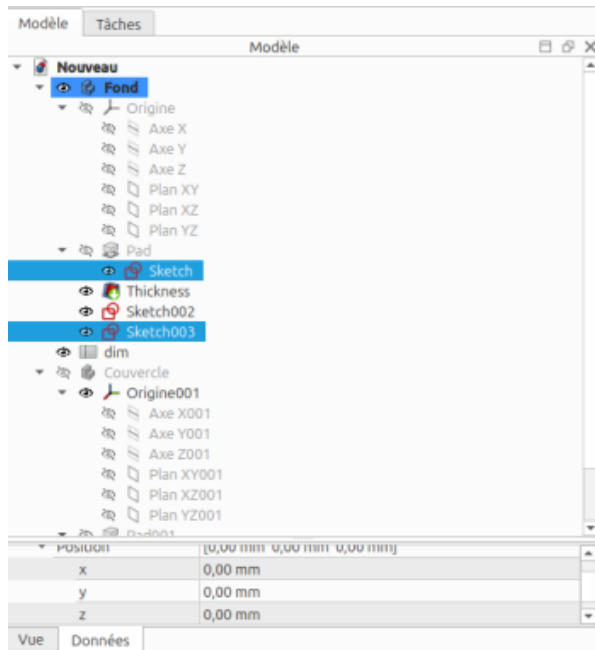 Modèle Tâches
Modèle
Nouveau
Fond
Origine
Axe X
Axe Y
Axe Z
Plan XY
Plan XZ
Plan YZ
Pad
Sketch
Thickness
Sketch002
Sketch003
dim
Couvercle
Origine001
Axe X001
Axe Y001
Axe Z001
Plan XY001
Plan XZ001
Plan YZ001
Pad001
Position [0,00 mm 0,00 mm 0,00 mm]
x 0,00 mm
y 0,00 mm
z 0,00 mm
Vue Données